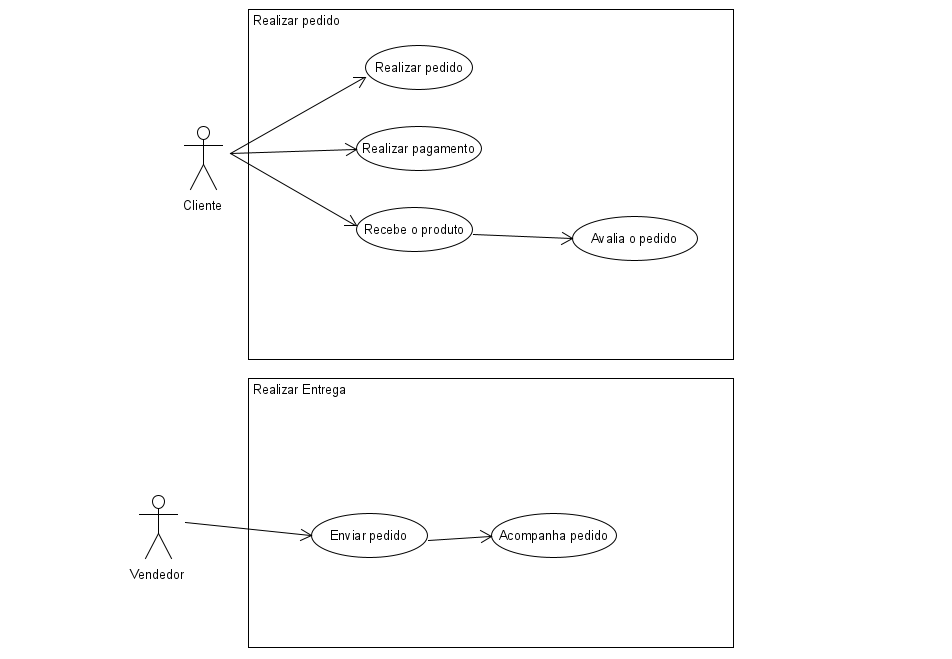 Realizar pedido
Realizar pedido
Realizar pagamento
Cliente
Recebe o produto
Avalia o pedido
Realizar Entrega
Enviar pedido
Acompanha pedido
Vendedor